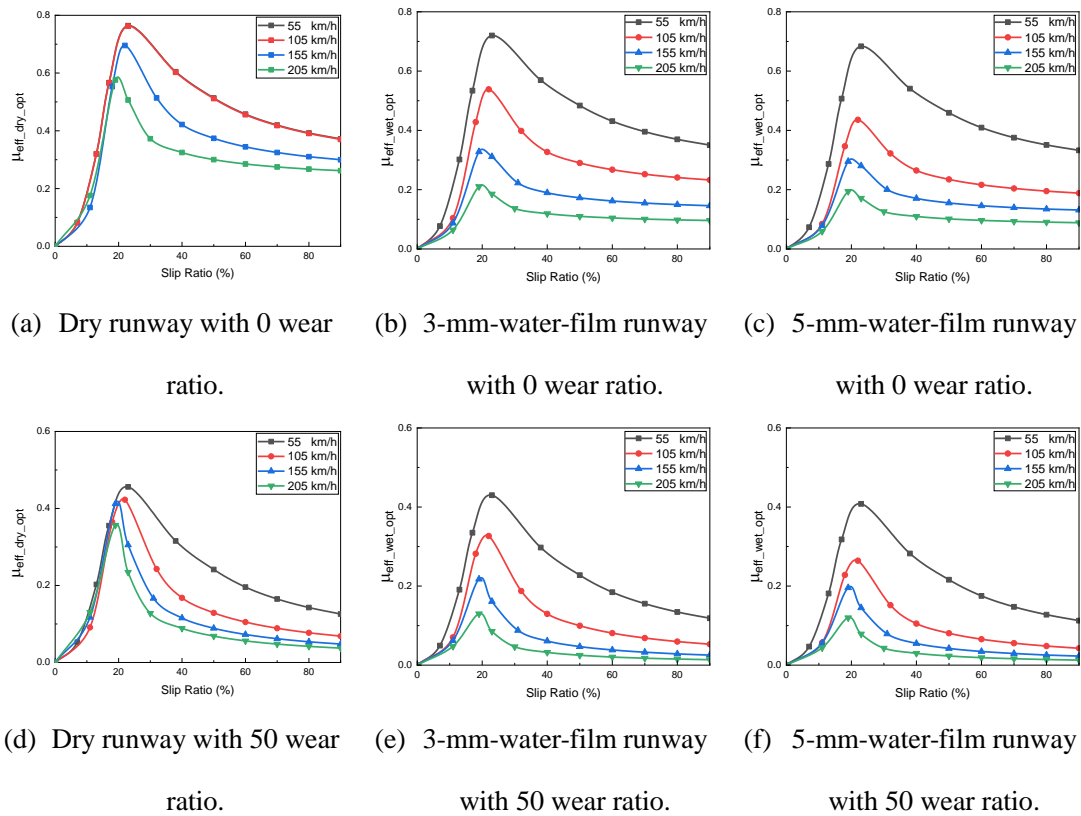 0.8
0.6
0.4
0.2
0.0
μeff_dry_opt
0 20 40 60 80
Slip Ratio (%)
55 km/h
105 km/h
155 km/h
205 km/h
0.8
0.6
0.4
0.2
0.0
μeff_wet_opt
0 20 40 60 80
Slip Ratio (%)
55 km/h
105 km/h
155 km/h
205 km/h
0.8
0.6
0.4
0.2
0.0
μeff_wet_opt
0 20 40 60 80
Slip Ratio (%)
55 km/h
105 km/h
155 km/h
205 km/h
(a) Dry runway with 0 wear
ratio.
(b) 3-mm-water-film runway
with 0 wear ratio.
(c) 5-mm-water-film runway
with 0 wear ratio.
0.6
0.4
0.2
0.0
μeff_dry_opt
0 20 40 60 80
Slip Ratio (%)
55 km/h
105 km/h
155 km/h
205 km/h
0.6
0.4
0.2
0.0
μeff_wet_opt
0 20 40 60 80
Slip Ratio (%)
55 km/h
105 km/h
155 km/h
205 km/h
0.6
0.4
0.2
0.0
μeff_wet_opt
0 20 40 60 80
Slip Ratio (%)
55 km/h
105 km/h
155 km/h
205 km/h
(d) Dry runway with 50 wear
ratio.
(e) 3-mm-water-film runway
with 50 wear ratio.
(f) 5-mm-water-film runway
with 50 wear ratio.